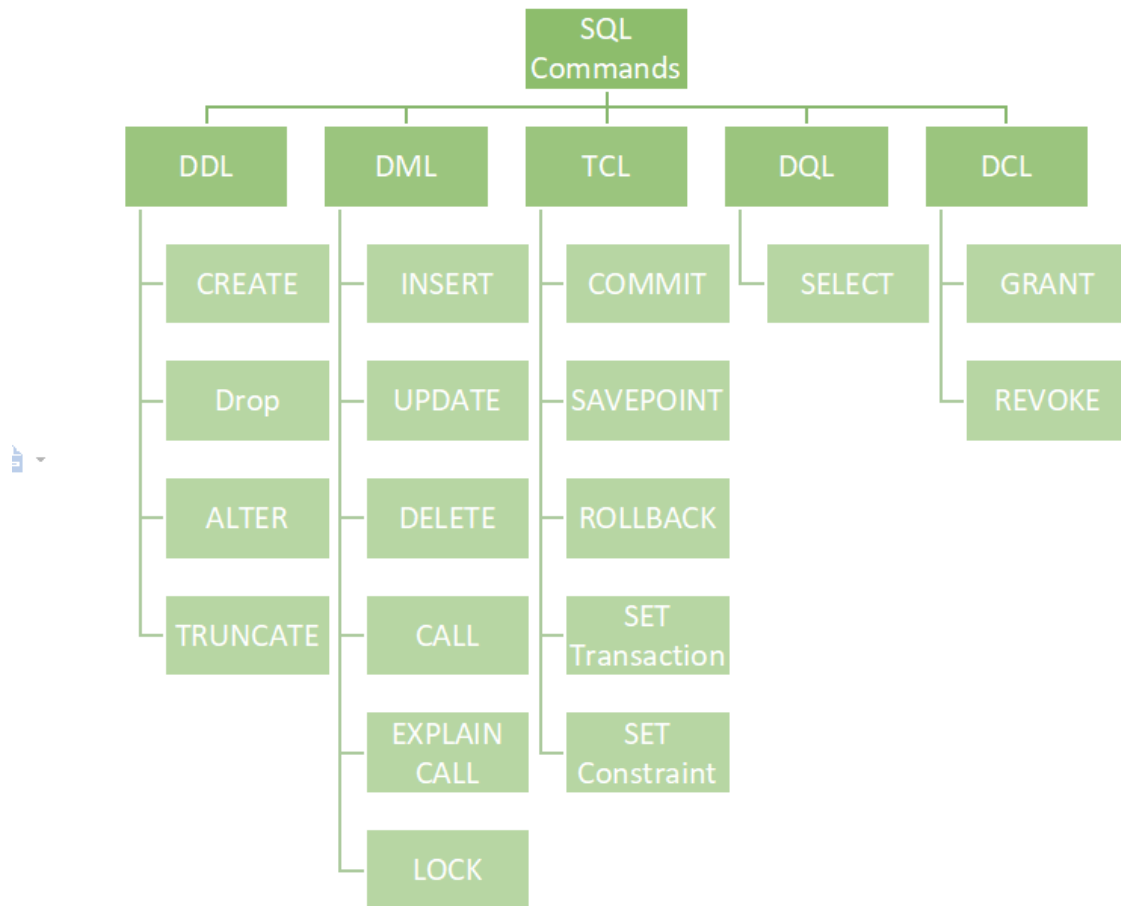 SQL
Commands
DDL
DML
TCL
DQL
DCL
CREATE
INSERT
COMMIT
SELECT
GRANT
Drop
UPDATE
SAVEPOINT
REVOKE
ALTER
DELETE
ROLLBACK
TRUNCATE
CALL
SET
Transaction
EXPLAIN
CALL
SET
Constraint
LOCK